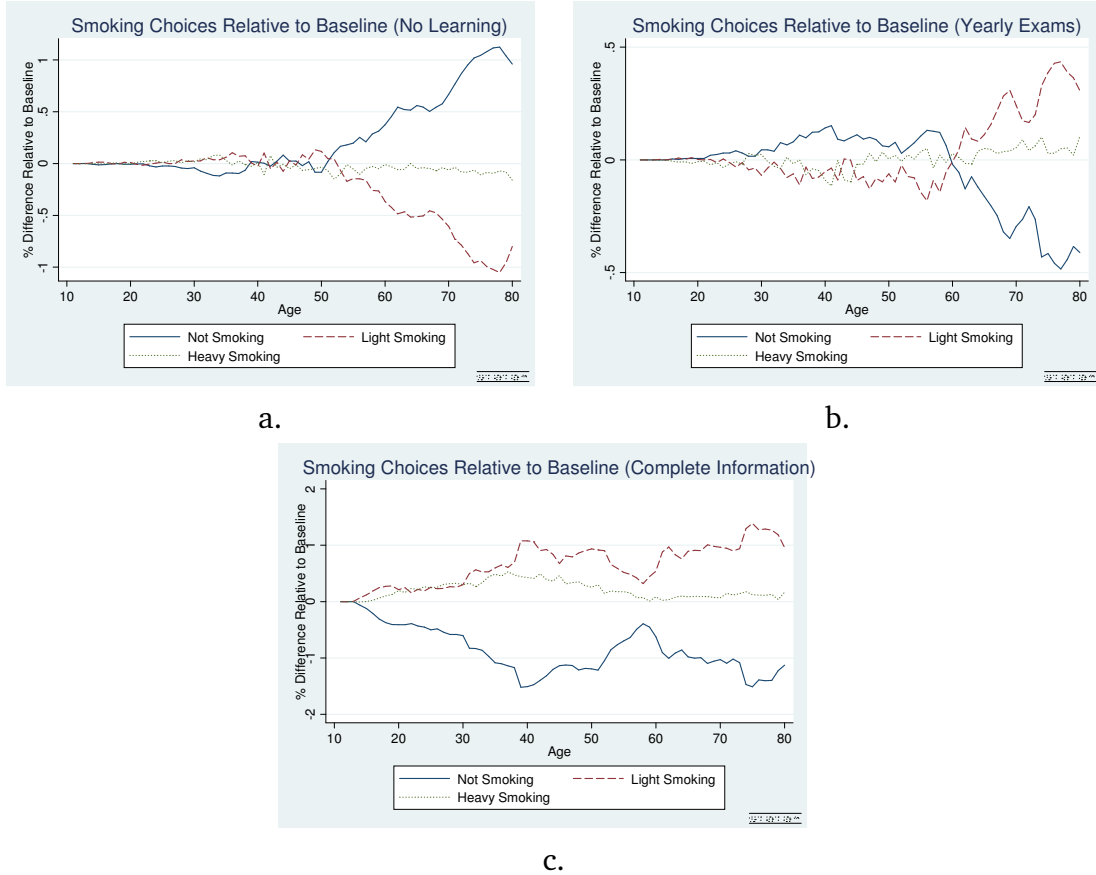 Smoking Choices Relative to Baseline (No Learning)
% Difference Relative to Baseline
1
.5
0
-.5
-1
10 20 30 40 50 60 70 80
Age
Not Smoking Light Smoking
Heavy Smoking
a.
Smoking Choices Relative to Baseline (Yearly Exams)
% Difference Relative to Baseline
.5
0
-.5
10 20 30 40 50 60 70 80
Age
Not Smoking Light Smoking
Heavy Smoking
b.
Smoking Choices Relative to Baseline (Complete Information)
% Difference Relative to Baseline
2
1
0
-1
-2
10 20 30 40 50 60 70 80
Age
Not Smoking Light Smoking
Heavy Smoking
c.